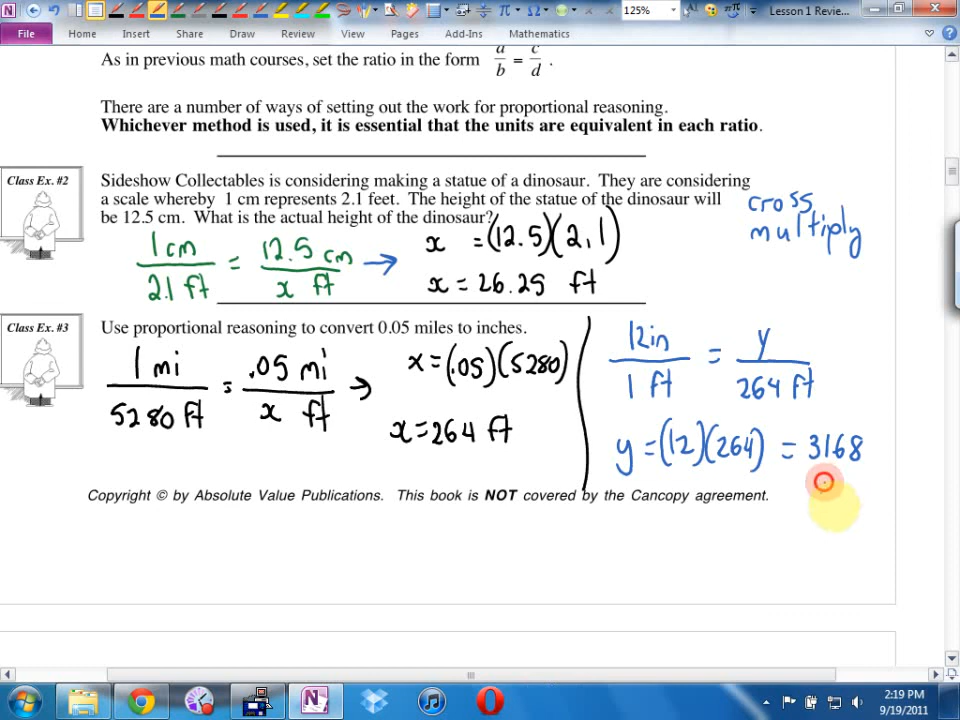 125%
Lesson 1 Revie...
File Home Insert Share Draw Review View Pages Add-Ins Mathematics
As in previous math courses, set the ratio in the form a/b = c/d .
There are a number of ways of setting out the work for proportional reasoning.
Whichever method is used, it is essential that the units are equivalent in each ratio.
Class Ex. #2
Sideshow Collectables is considering making a statue of a dinosaur. They are considering
a scale whereby 1 cm represents 2.1 feet. The height of the statue of the dinosaur will
be 12.5 cm. What is the actual height of the dinosaur?
cross
multiply
1 cm / 2.1 ft = 12.5 cm / x ft →
x = (12.5)(2.1)
x = 26.25 ft
Class Ex. #3
Use proportional reasoning to convert 0.05 miles to inches.
1 mi / 5280 ft = .05 mi / x ft →
x = (.05)(5280)
x = 264 ft
12 in / 1 ft = y / 264 ft
y = (12)(264) = 3168
Copyright © by Absolute Value Publications. This book is NOT covered by the Cancopy agreement.
2:19 PM
9/19/2011